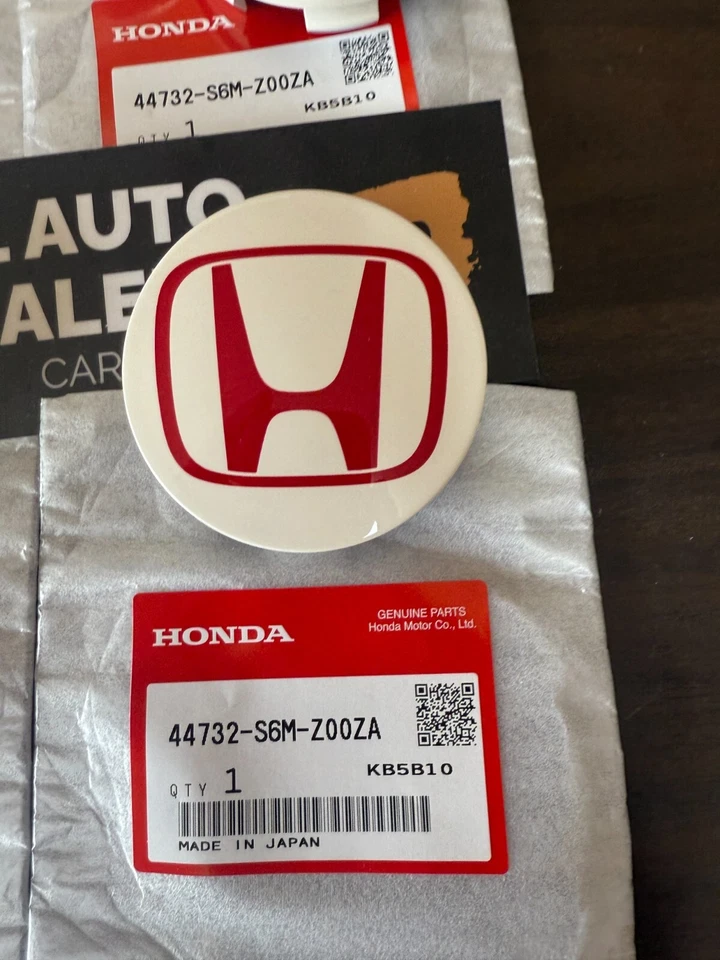 HONDA
44732-S6M-Z00ZA
KB5B10
QTY 1
AUTO
CAR
HONDA
GENUINE PARTS
Honda Motor Co., Ltd.
44732-S6M-Z00ZA
KB5B10
QTY 1
MADE IN JAPAN